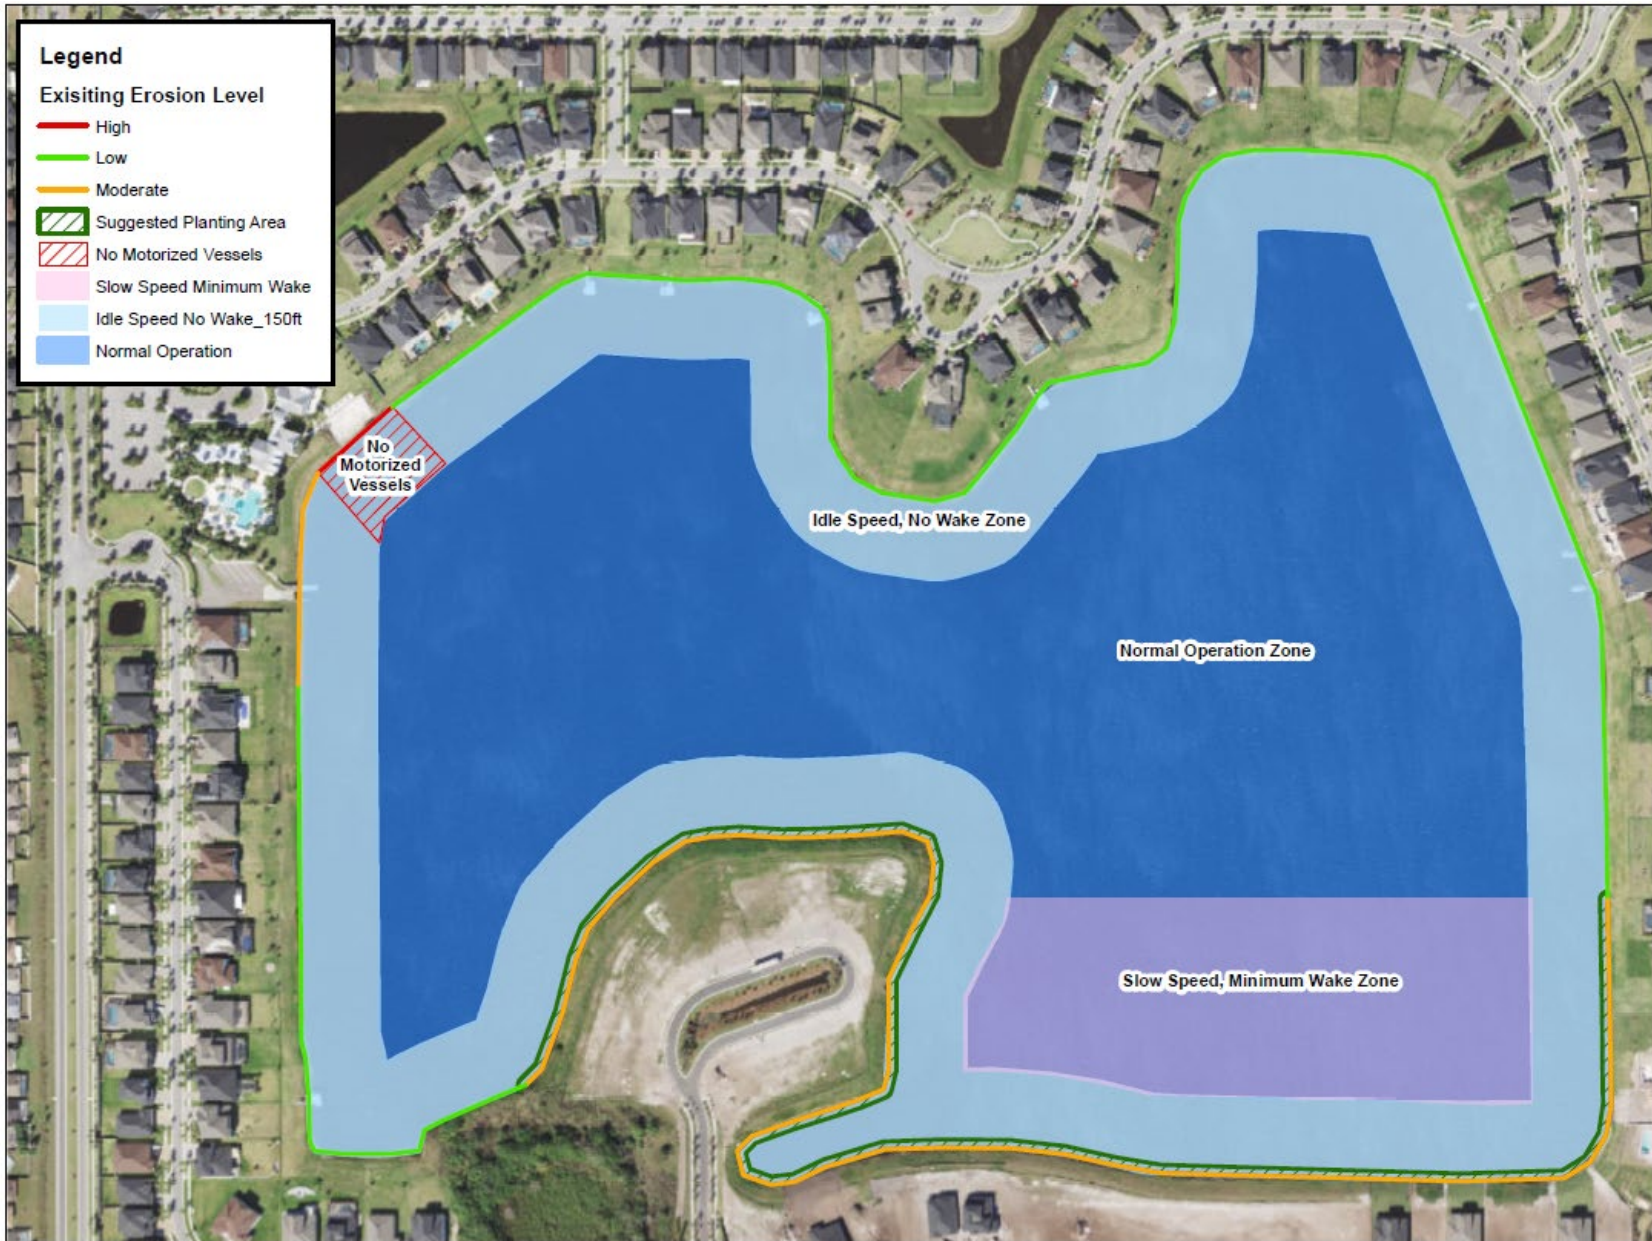 Legend
Exisiting Erosion Level
High
Low
Moderate
Suggested Planting Area
No Motorized Vessels
Slow Speed Minimum Wake
Idle Speed No Wake_150ft
Normal Operation
No
Motorized
Vessels
Idle Speed, No Wake Zone
Normal Operation Zone
Slow Speed, Minimum Wake Zone